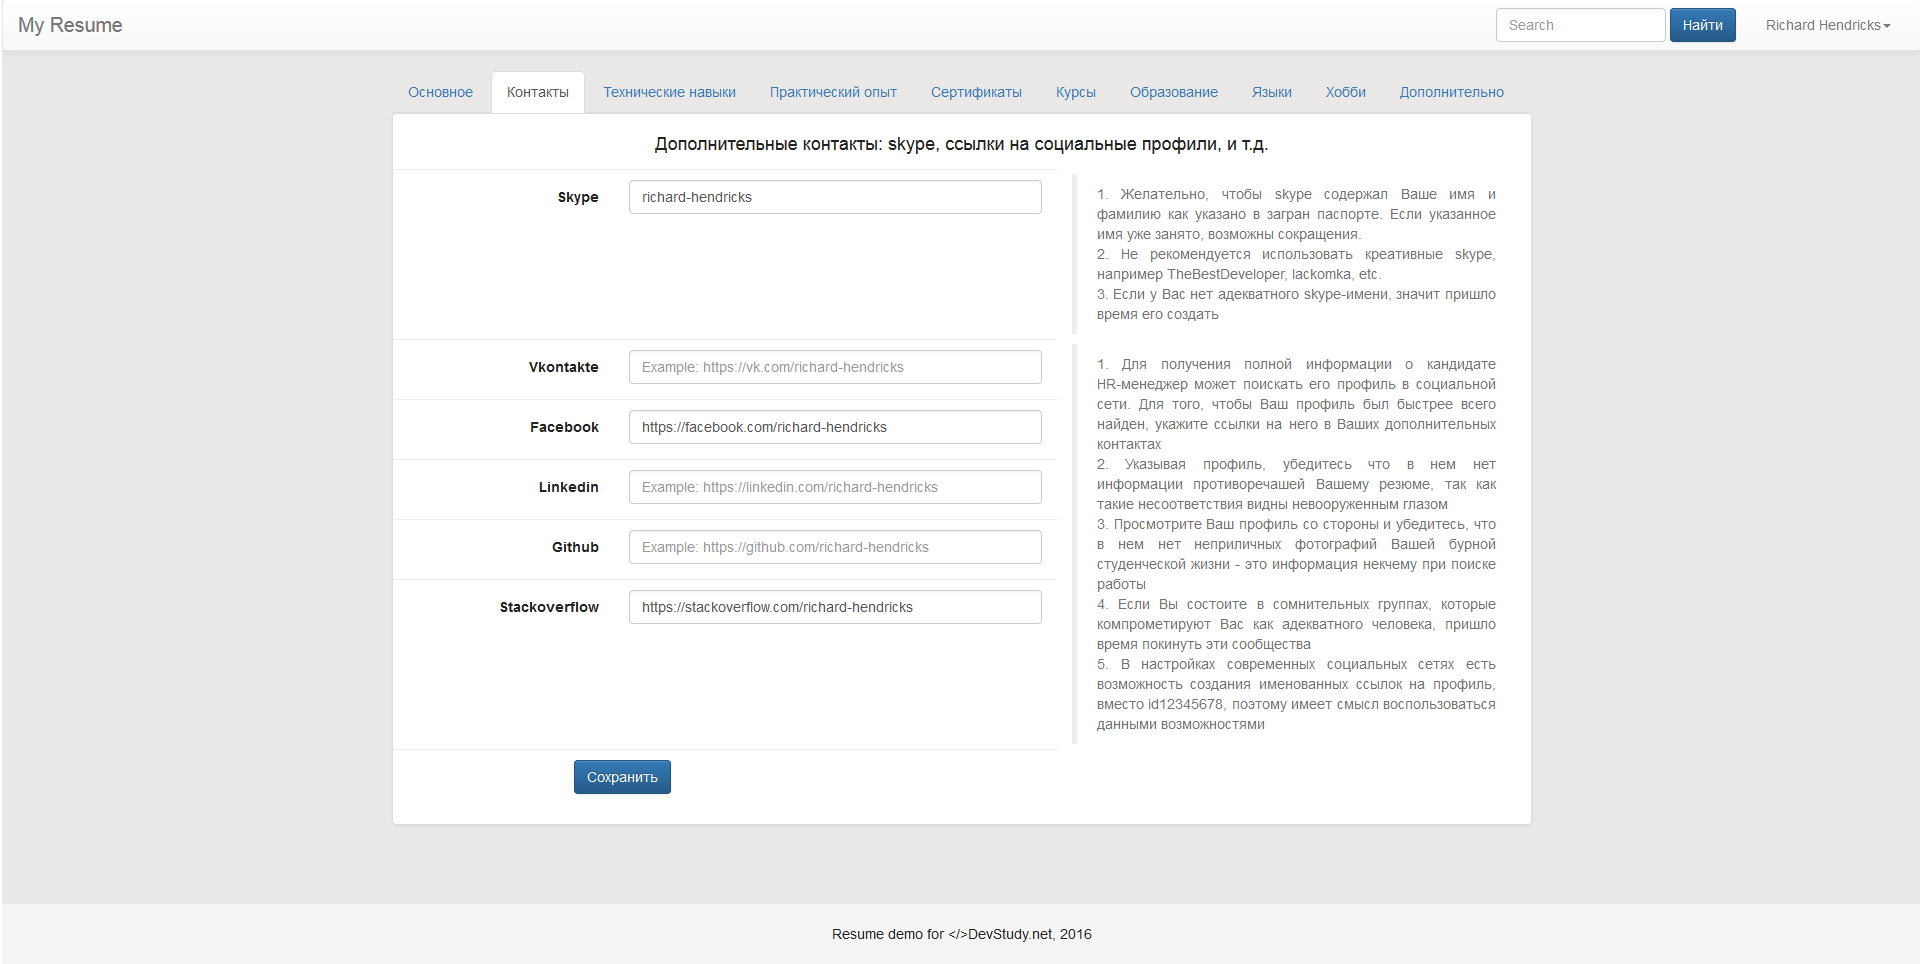 My Resume
Search
Найти
Richard Hendricks
Основное
Контакты
Технические навыки
Практический опыт
Сертификаты
Курсы
Образование
Языки
Хобби
Дополнительно
Дополнительные контакты: skype, ссылки на социальные профили, и т.д.
Skype
richard-hendricks
1. Желательно, чтобы skype содержал Ваше имя и
фамилию как указано в загран паспорте. Если указанное
имя уже занято, возможны сокращения.
2. Не рекомендуется использовать креативные skype,
например TheBestDeveloper, lackomka, etc.
3. Если у Вас нет адекватного skype-имени, значит пришло
время его создать
Vkontakte
Example: https://vk.com/richard-hendricks
Facebook
https://facebook.com/richard-hendricks
Linkedin
Example: https://linkedin.com/richard-hendricks
Github
Example: https://github.com/richard-hendricks
Stackoverflow
https://stackoverflow.com/richard-hendricks
1. Для получения полной информации о кандидате
HR-менеджер может поискать его профиль в социальной
сети. Для того, чтобы Ваш профиль был быстрее всего
найден, укажите ссылки на него в Ваших дополнительных
контактах
2. Указывая профиль, убедитесь что в нем нет
информации противоречашей Вашему резюме, так как
такие несоответствия видны невооруженным глазом
3. Просмотрите Ваш профиль со стороны и убедитесь, что
в нем нет неприличных фотографий Вашей бурной
студенческой жизни - это информация некчему при поиске
работы
4. Если Вы состоите в сомнительных группах, которые
компрометируют Вас как адекватного человека, пришло
время покинуть эти сообщества
5. В настройках современных социальных сетях есть
возможность создания именованных ссылок на профиль,
вместо id12345678, поэтому имеет смысл воспользоваться
данными возможностями
Сохранить
Resume demo for </>DevStudy.net, 2016